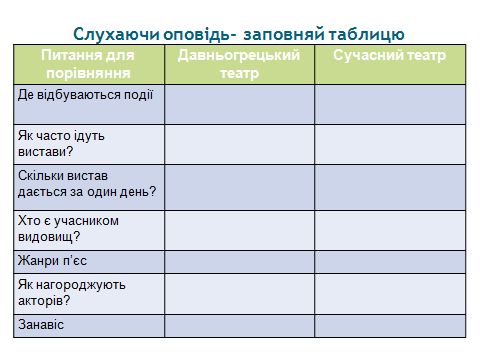 Слухаючи оповідь- заповняй таблицю
Питання для
порівняння
Давньогрецький
театр
Сучасний театр
Де відбуваються події
Як часто ідуть
вистави?
Скільки вистав
дається за один день?
Хто є учасником
видовищ?
Жанри п’єс
Як нагороджують
акторів?
Занавіс